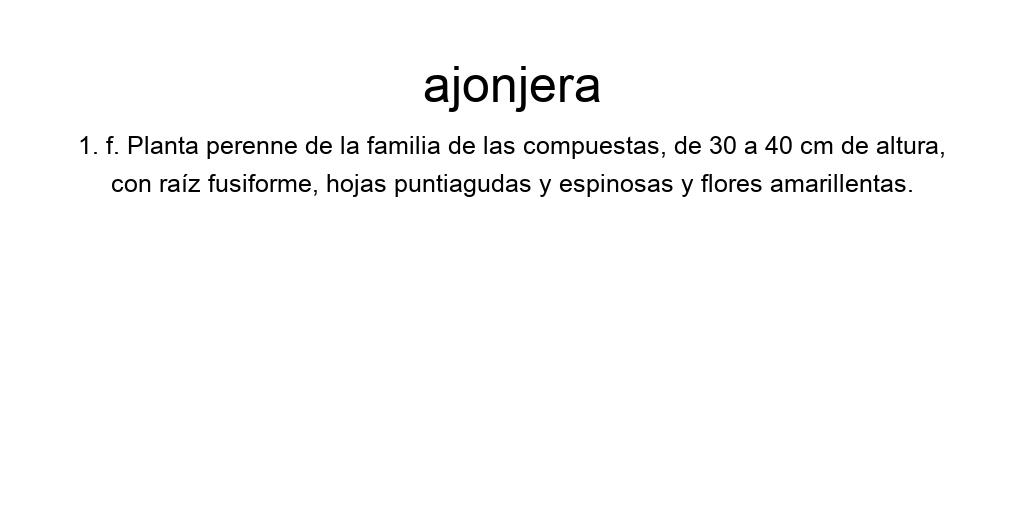 ajonjera
1. f. Planta perenne de la familia de las compuestas, de 30 a 40 cm de altura,
con raíz fusiforme, hojas puntiagudas y espinosas y flores amarillentas.